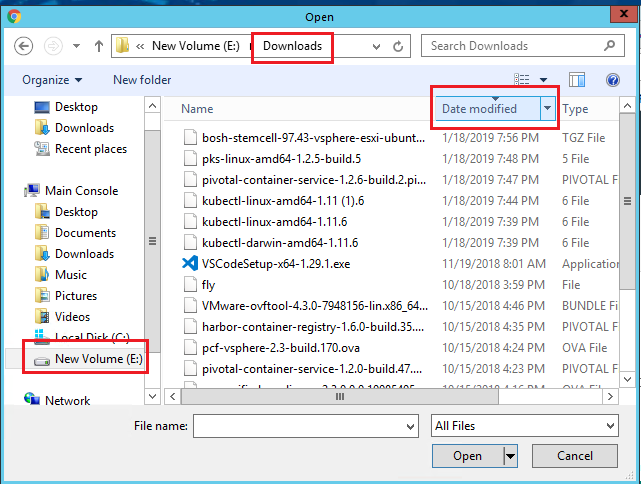 Open
New Volume (E:) Downloads Search Downloads
Organize New folder
Desktop
Downloads
Recent places
Main Console
Desktop
Documents
Downloads
Music
Pictures
Videos
Local Disk (C:)
New Volume (E:)
Network
Name Date modified Type
bosh-stemcell-97.43-vsphere-esxi-ubunt... 1/18/2019 7:56 PM TGZ File
pks-linux-amd64-1.2.5-build.5 1/18/2019 7:48 PM 5 File
pivotal-container-service-1.2.6-build.2.pi... 1/18/2019 7:47 PM PIVOTAL F
kubectl-linux-amd64-1.11 (1).6 1/18/2019 7:44 PM 6 File
kubectl-linux-amd64-1.11.6 1/18/2019 7:39 PM 6 File
kubectl-darwin-amd64-1.11.6 1/18/2019 7:39 PM 6 File
VSCodeSetup-x64-1.29.1.exe 11/19/2018 8:01 AM Application
fly 10/18/2018 3:59 PM File
VMware-ovftool-4.3.0-7948156-lin.x86_64... 10/15/2018 4:46 PM BUNDLE Fi
harbor-container-registry-1.6.0-build.35.... 10/15/2018 4:45 PM PIVOTAL F
pcf-vsphere-2.3-build.170.ova 10/15/2018 4:24 PM OVA File
pivotal-container-service-1.2.0-build.47.... 10/15/2018 4:23 PM PIVOTAL F
10/15/2018 4:16 PM OVA File
File name: All Files
Open Cancel